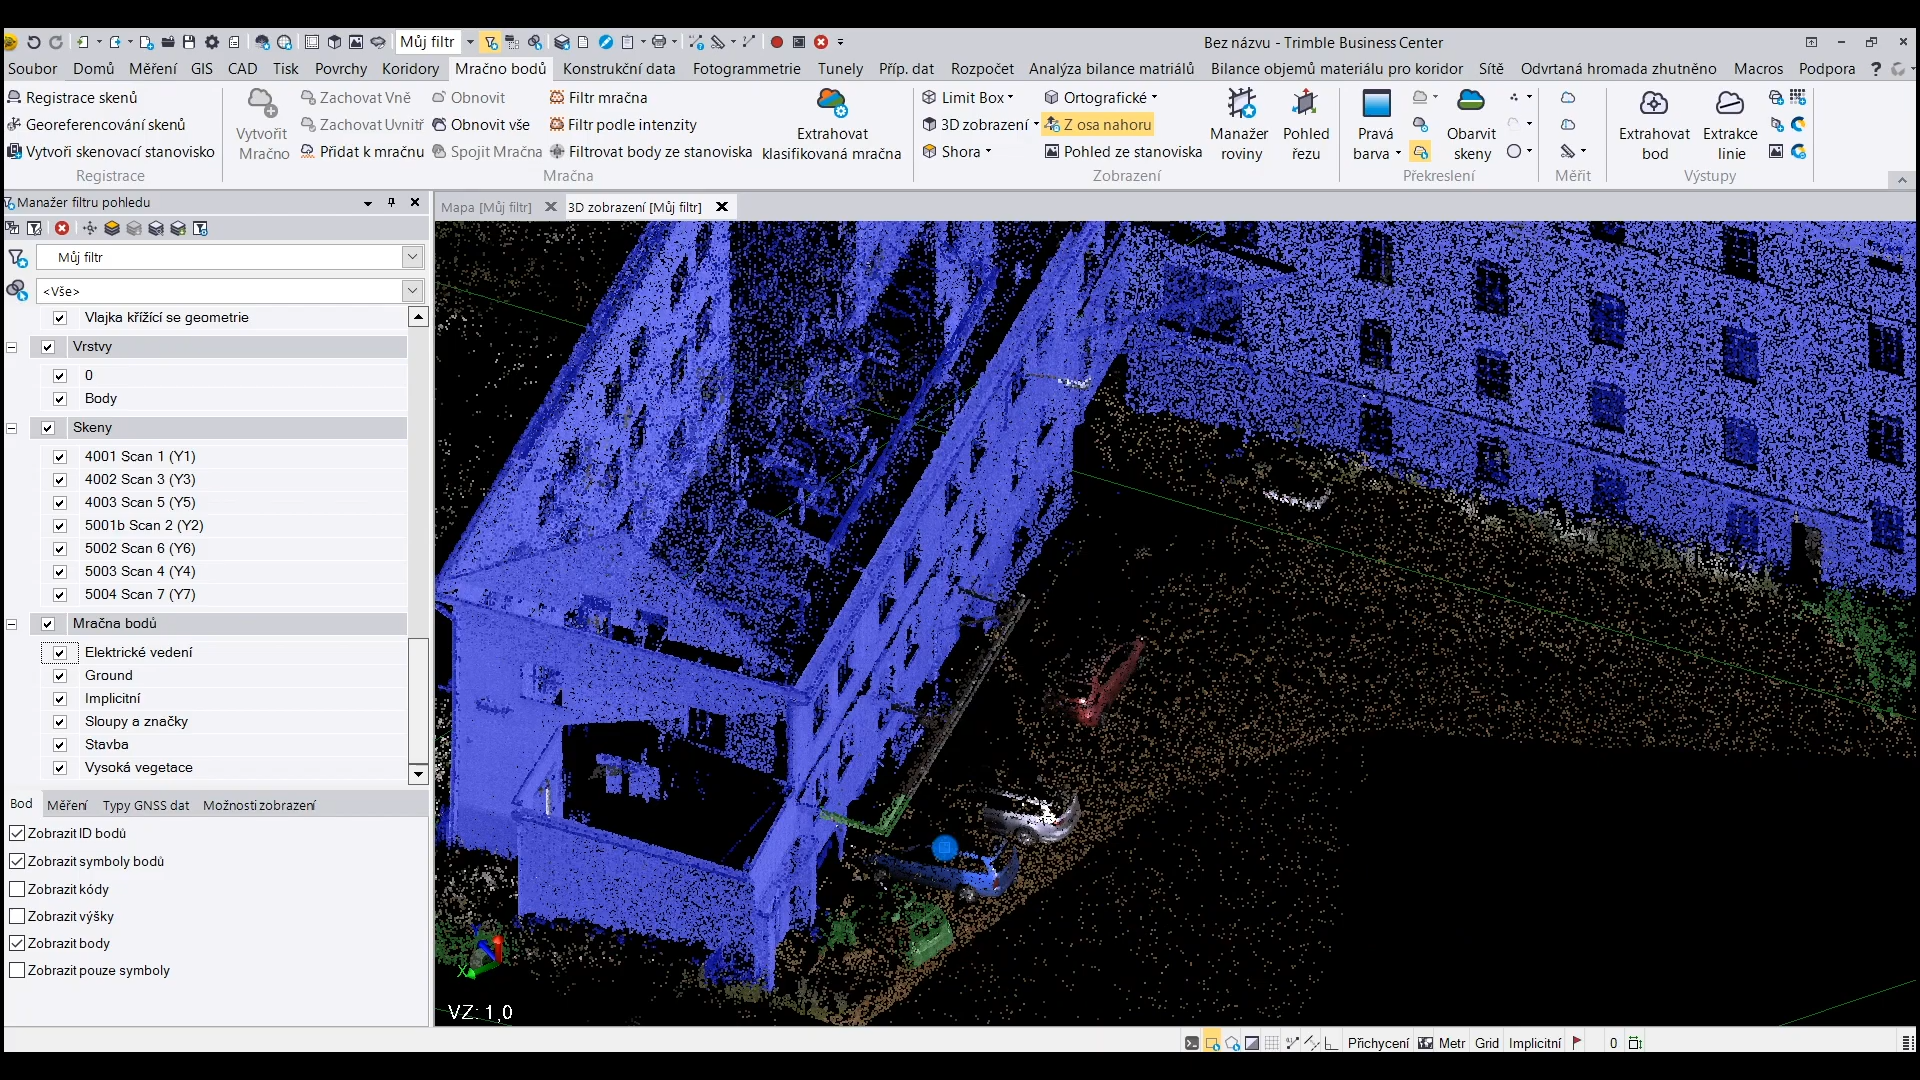 Můj filtr
Bez názvu - Trimble Business Center
Soubor Domů Měření GIS CAD Tisk Povrchy Koridory Mračno bodů Konstrukční data Fotogrammetrie Tunely Příp. dat Rozpočet Analýza bilance matriálů Bilance objemů materiálu pro koridor Sítě Odvrtaná hromada zhutněno Macros Podpora ?
Registrace skenů
Georeferencování skenů
Vytvoři skenovací stanovisko
Registrace
Vytvořit
Mračno
Zachovat Vně
Zachovat Uvnitř
Přidat k mračnu
Obnovit
Obnovit vše
Spojit Mračna
Filtr mračna
Filtr podle intenzity
Filtrovat body ze stanoviska
Extrahovat
klasifikovaná mračna
Mračna
Limit Box
3D zobrazení
Shora
Ortografické
Z osa nahoru
Pohled ze stanoviska
Manažer
roviny
Pohled
řezu
Zobrazení
Pravá
barva
Obarvit
skeny
Překreslení
Měřit
Extrahovat
bod
Extrakce
linie
Výstupy
Manažer filtru pohledu
Můj filtr
<Vše>
Vlajka křížící se geometrie
Vrstvy
0
Body
Skeny
4001 Scan 1 (Y1)
4002 Scan 3 (Y3)
4003 Scan 5 (Y5)
5001b Scan 2 (Y2)
5002 Scan 6 (Y6)
5003 Scan 4 (Y4)
5004 Scan 7 (Y7)
Mračna bodů
Elektrické vedení
Ground
Implicitní
Sloupy a značky
Stavba
Vysoká vegetace
Bod Měření Typy GNSS dat Možnosti zobrazení
Zobrazit ID bodů
Zobrazit symboly bodů
Zobrazit kódy
Zobrazit výšky
Zobrazit body
Zobrazit pouze symboly
Mapa [Můj filtr]
3D zobrazení [Můj filtr]
X
VZ: 1,0
Přichycení Metr Grid Implicitní 0